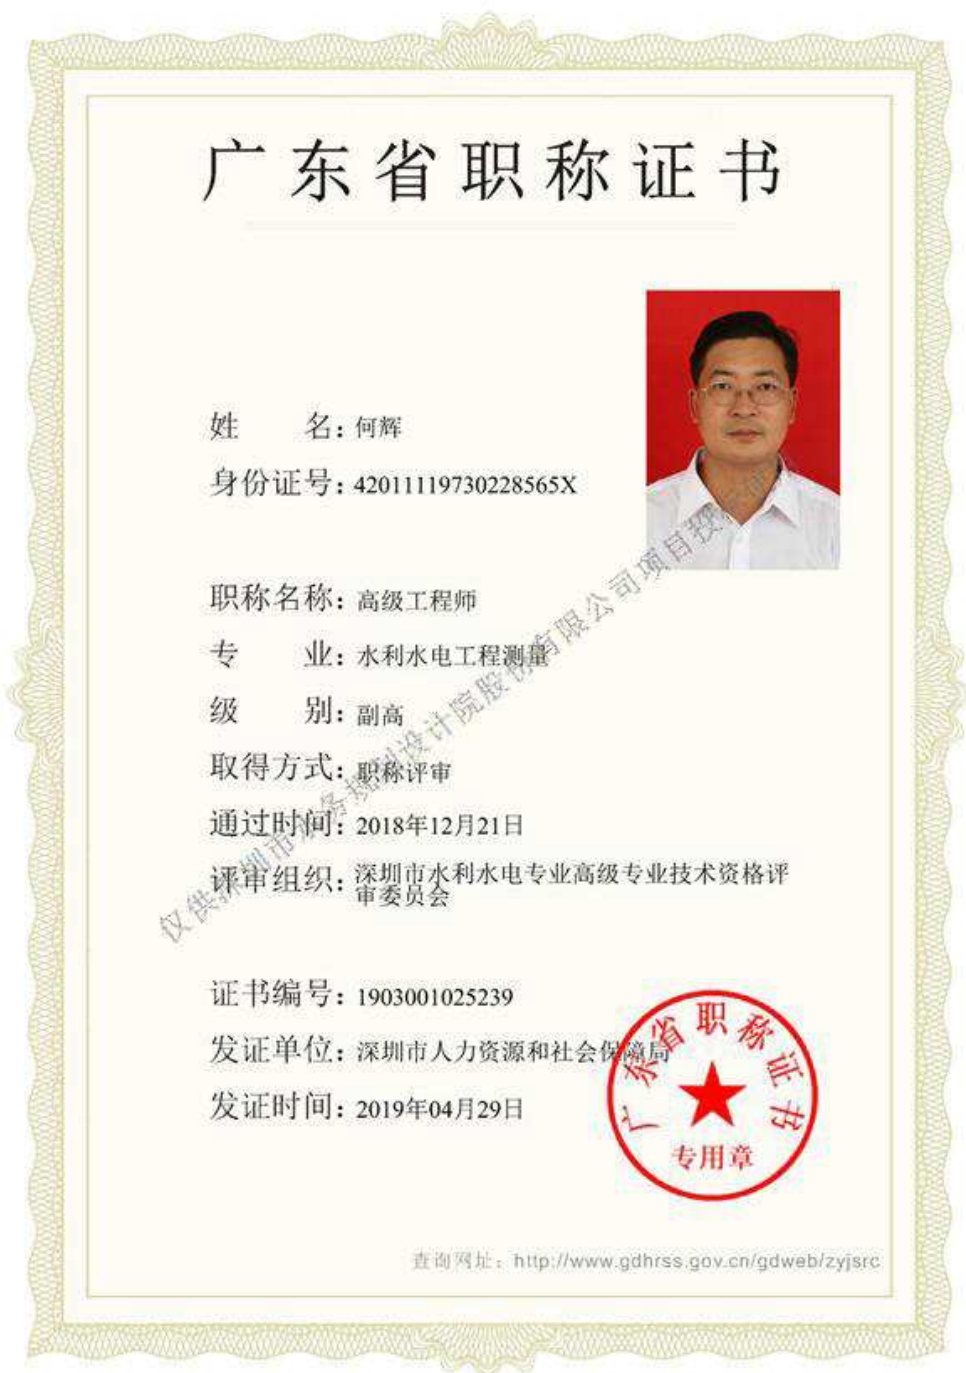 广东省职称证书
姓名：何辉
身份证号：42011119730228565X
职称名称：高级工程师
专业：水利水电工程测量
级别：副高
取得方式：职称评审
通过时间：2018年12月21日
评审组织：深圳市水利水电专业高级专业技术资格评
审委员会
证书编号：1903001025239
发证单位：深圳市人力资源和社会保障局
发证时间：2019年04月29日
广东省职称证书
专用章
查询网址：http://www.gdhrss.gov.cn/gdweb/zyjsrc
仅供深圳市水务规划设计院股份有限公司项目投